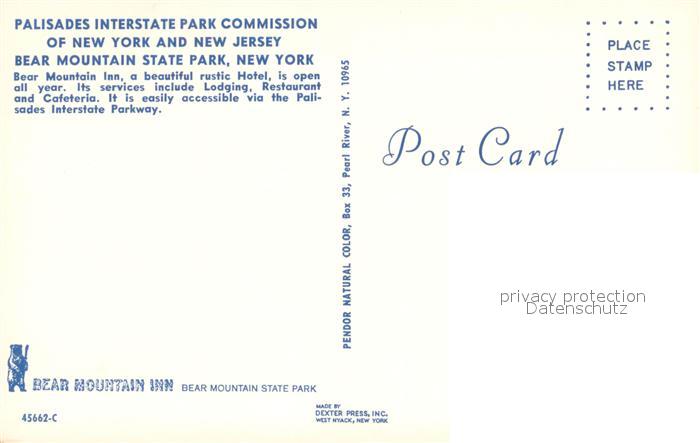 PALISADES INTERSTATE PARK COMMISSION
OF NEW YORK AND NEW JERSEY
BEAR MOUNTAIN STATE PARK, NEW YORK
Bear Mountain Inn, a beautiful rustic Hotel, is open
all year. Its services include Lodging, Restaurant
and Cafeteria. It is easily accessible via the Pali-
sades Interstate Parkway.
BEAR MOUNTAIN INN BEAR MOUNTAIN STATE PARK
45662-C
MADE BY
DEXTER PRESS, INC.
WEST NYACK, NEW YORK
PENDOR NATURAL COLOR, Box 33, Pearl River, N. Y. 10965
PLACE
STAMP
HERE
Post Card
privacy protection
Datenschutz